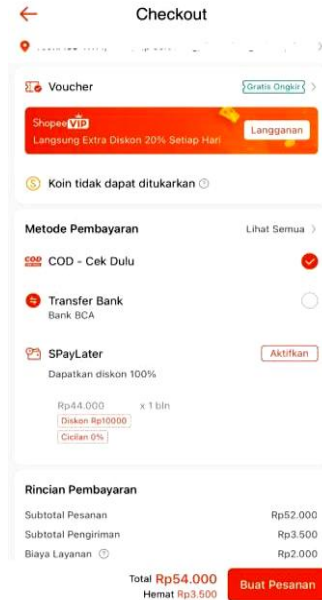 Checkout
Voucher
Gratis Ongkir
Shopee VIP
Langsung Extra Diskon 20% Setiap Hari
Langganan
Koin tidak dapat ditukarkan
Metode Pembayaran
Lihat Semua
COD
COD - Cek Dulu
Transfer Bank
Bank BCA
SPayLater
Aktifkan
Dapatkan diskon 100%
Rp44.000 x 1 bln
Diskon Rp10000
Cicilan 0%
Rincian Pembayaran
Subtotal Pesanan Rp52.000
Subtotal Pengiriman Rp3.500
Biaya Layanan Rp2.000
Total Rp54.000
Hemat Rp3.500
Buat Pesanan